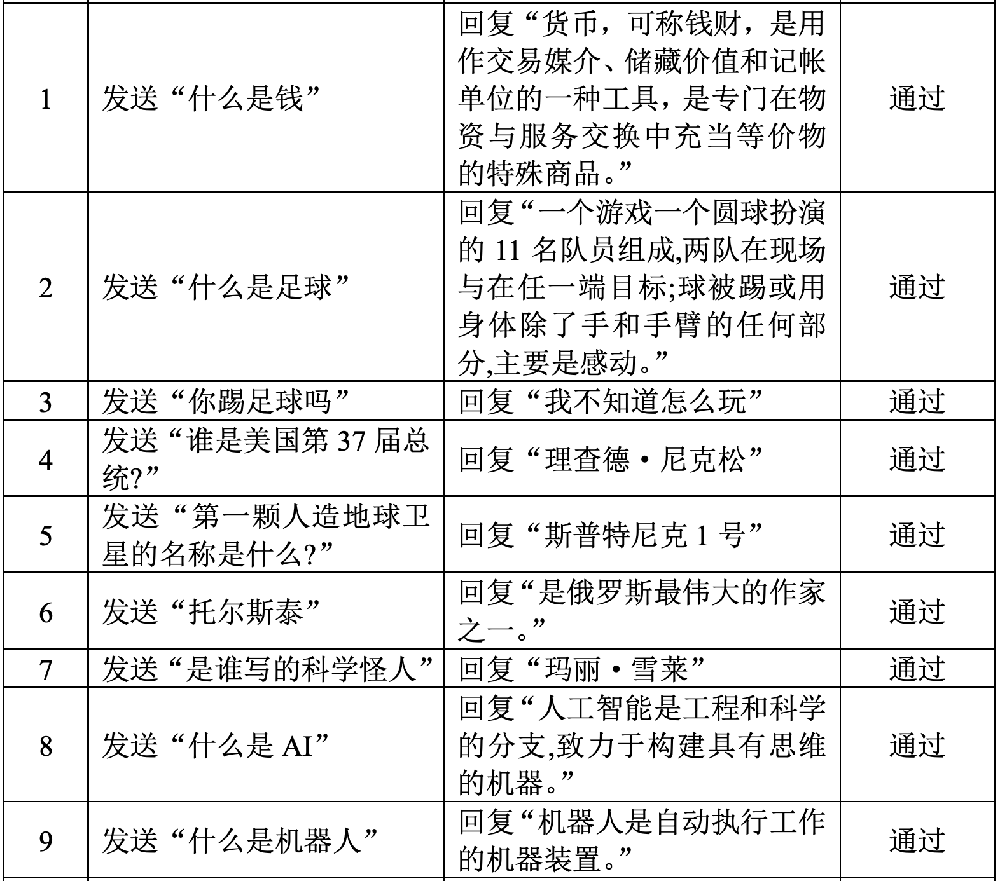 1
发送“什么是钱”
回复“货币，可称钱财，是用
作交易媒介、储藏价值和记帐
单位的一种工具，是专门在物
资与服务交换中充当等价物
的特殊商品。”
通过
2
发送“什么是足球”
回复“一个游戏一个圆球扮演
的 11 名队员组成,两队在现场
与在任一端目标;球被踢或用
身体除了手和手臂的任何部
分,主要是感动。”
通过
3
发送“你踢足球吗”
回复“我不知道怎么玩”
通过
4
发送“谁是美国第 37 届总
统?”
回复“理查德·尼克松”
通过
5
发送“第一颗人造地球卫
星的名称是什么?”
回复“斯普特尼克 1 号”
通过
6
发送“托尔斯泰”
回复“是俄罗斯最伟大的作家
之一。”
通过
7
发送“是谁写的科学怪人”
回复“玛丽·雪莱”
通过
8
发送“什么是 AI”
回复“人工智能是工程和科学
的分支,致力于构建具有思维
的机器。”
通过
9
发送“什么是机器人”
回复“机器人是自动执行工作
的机器装置。”
通过